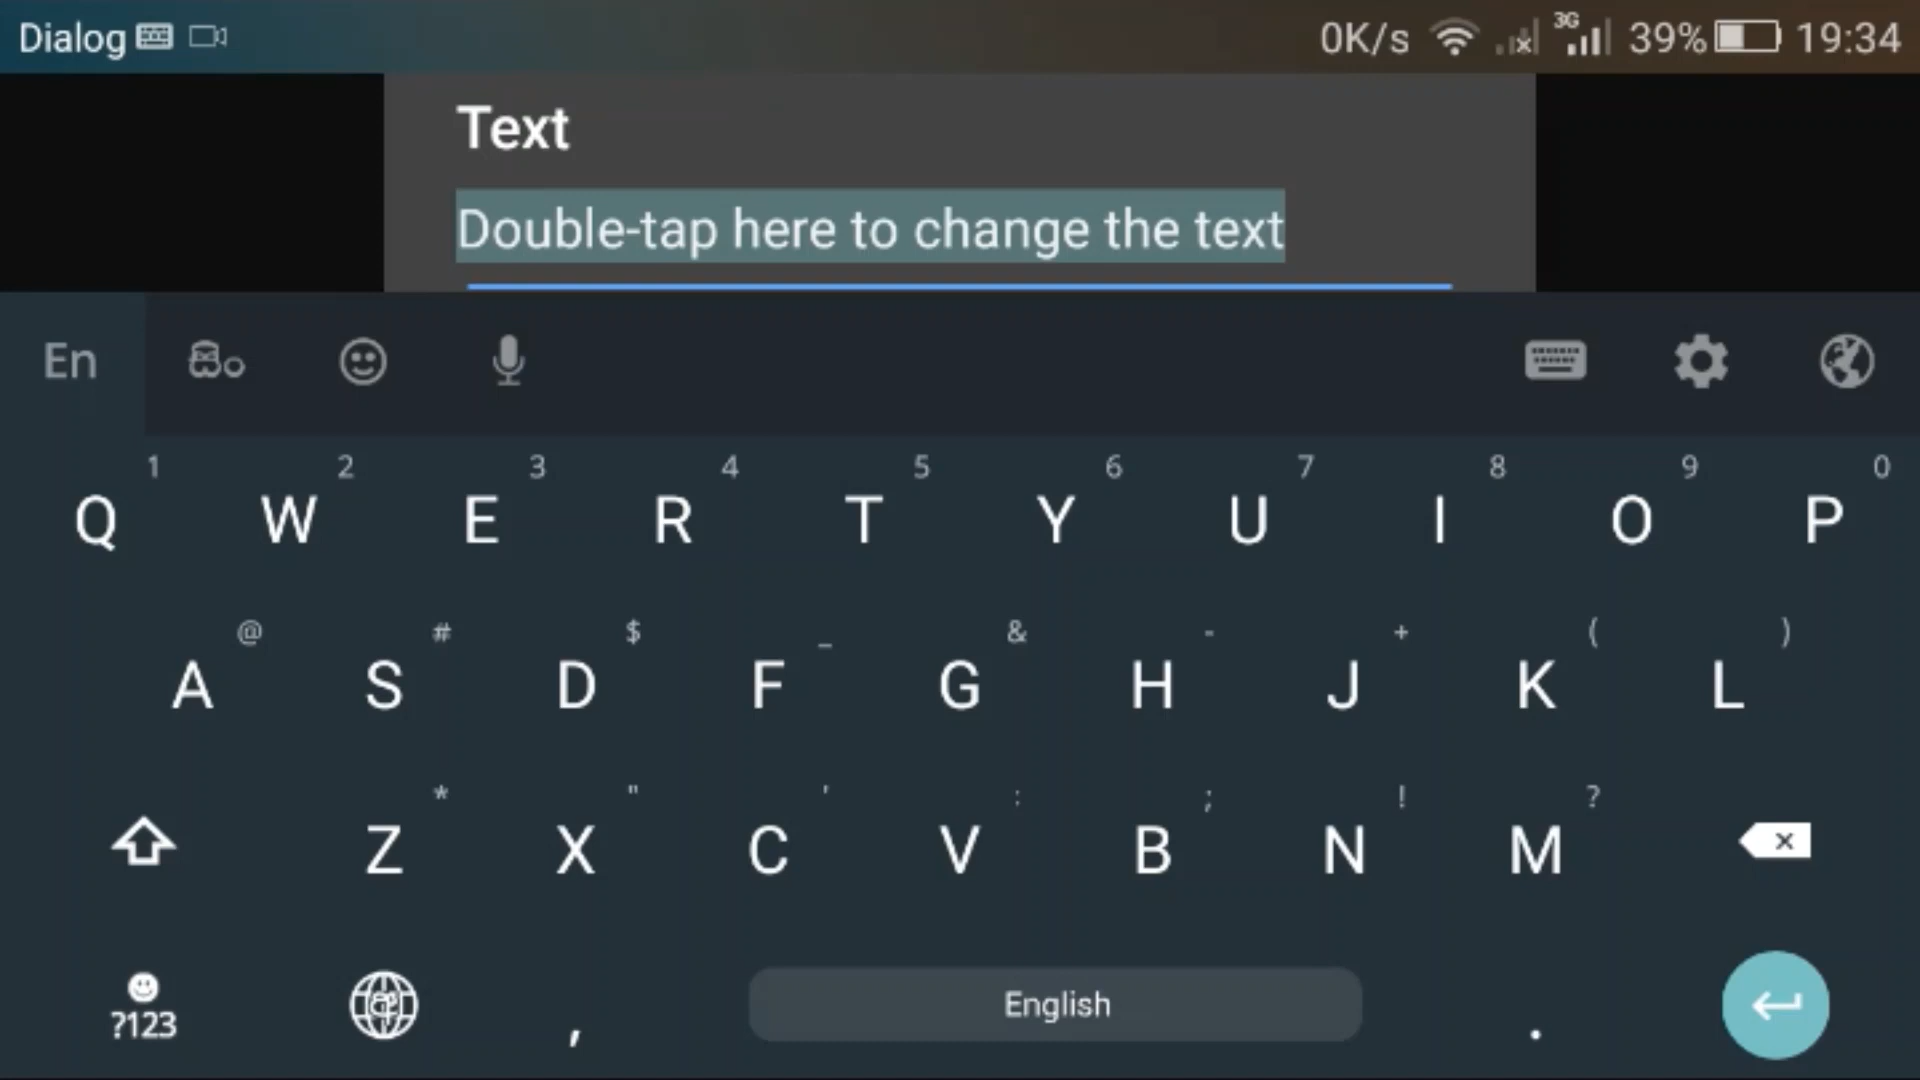 Dialog 0K/s 3G 39% 19:34
Text
Double-tap here to change the text
En
1 2 3 4 5 6 7 8 9 0
Q W E R T Y U I O P
@ # $ _ & - + ( )
A S D F G H J K L
* " ' : ; ! ?
Z X C V B N M
?123 , English .